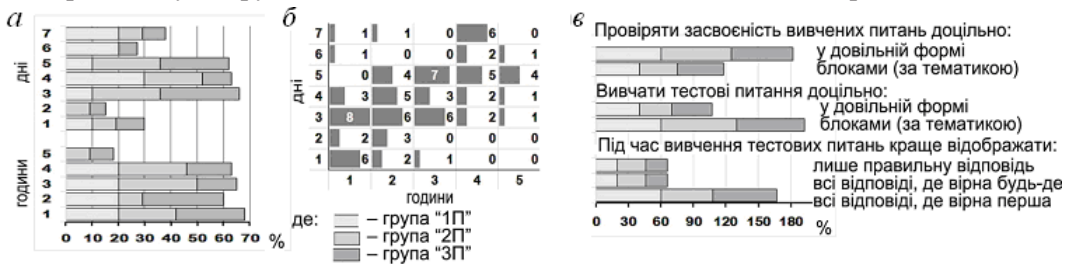 а
дні
7
6
5
4
3
2
1
години
5
4
3
2
1
0 10 20 30 40 50 60 70 %
б
дні
7 1 1 0 6 0
6 1 0 0 2 1
5 0 4 7 5 4
4 3 5 3 2 1
3 8 6 6 2 1
2 2 3 0 0 0
1 6 2 1 0 0
1 2 3 4 5
години
де:
– група “1П”
– група “2П”
– група “3П”
в
Провіряти засвоєність вивчених питань доцільно:
у довільній формі
блоками (за тематикою)
Вивчати тестові питання доцільно:
у довільній формі
блоками (за тематикою)
Під час вивчення тестових питань краще відображати:
лише правильну відповідь
всі відповіді, де вірна будь-де
всі відповіді, де вірна перша
0 30 60 90 120 150 180
%